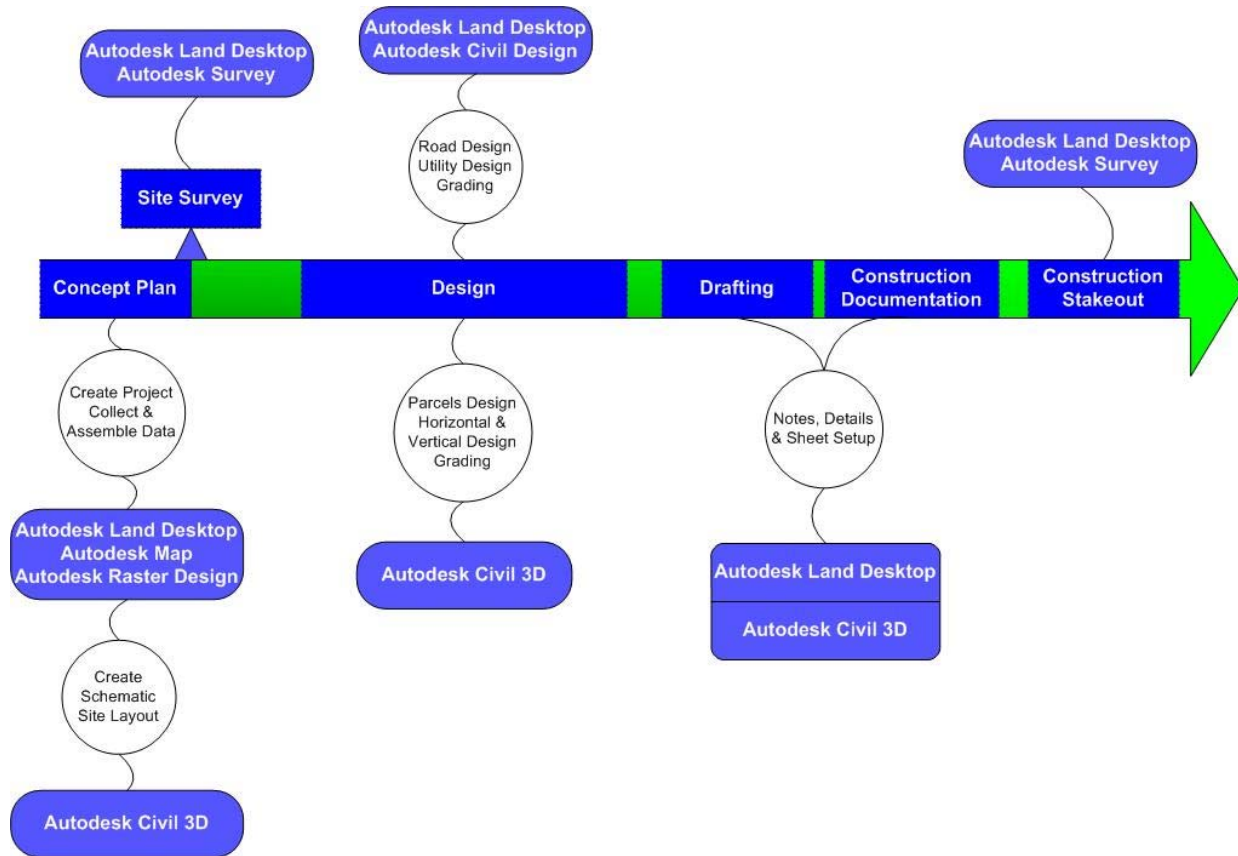 Autodesk Land Desktop
Autodesk Survey
Autodesk Land Desktop
Autodesk Civil Design
Road Design
Utility Design
Grading
Autodesk Land Desktop
Autodesk Survey
Site Survey
Concept Plan
Design
Drafting
Construction
Documentation
Construction
Stakeout
Create Project
Collect &
Assemble Data
Parcels Design
Horizontal &
Vertical Design
Grading
Notes, Details
& Sheet Setup
Autodesk Land Desktop
Autodesk Map
Autodesk Raster Design
Autodesk Civil 3D
Autodesk Land Desktop
Autodesk Civil 3D
Create
Schematic
Site Layout
Autodesk Civil 3D